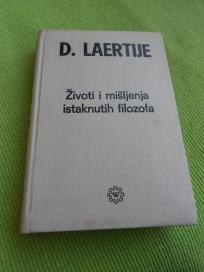 D. LAERTIJE
Životi i mišljenja
istaknutih filozofa